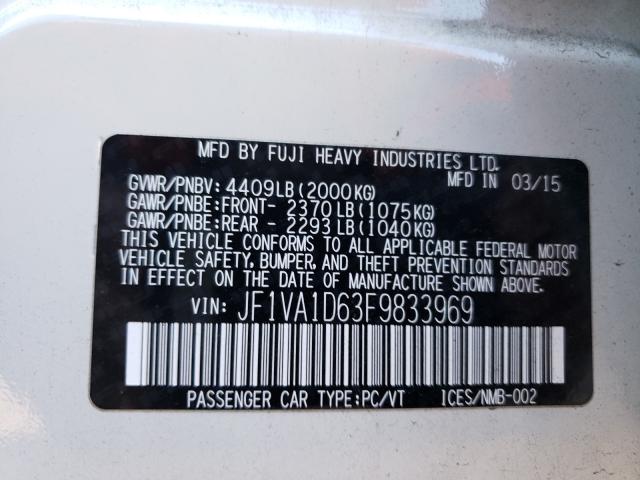 MFD BY FUJI HEAVY INDUSTRIES LTD.
MFD IN 03/15
GVWR/PNBV: 4409LB(2000KG)
GAWR/PNBE:FRONT- 2370LB(1075KG)
GAWR/PNBE:REAR - 2293LB(1040KG)
THIS VEHICLE CONFORMS TO ALL APPLICABLE FEDERAL MOTOR
VEHICLE SAFETY, BUMPER, AND THEFT PREVENTION STANDARDS
IN EFFECT ON THE DATE OF MANUFACTURE SHOWN ABOVE.
VIN: JF1VA1D63F9833969
PASSENGER CAR TYPE:PC/VT ICES/NMB-002